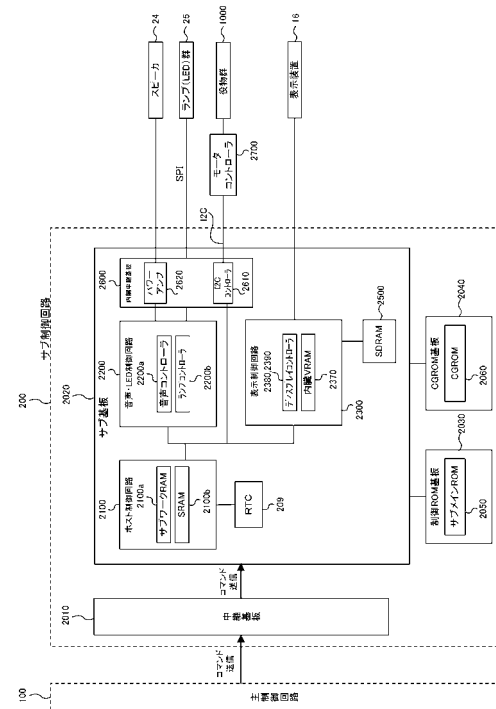 100
主制御回路
コマンド
送信
200
サブ制御回路
2010
中継基板
コマンド
送信
2020
サブ基板
2100
ホスト制御回路
2100a
サブワークRAM
SRAM
2100b
RTC
209
2200
音声・LED制御回路
2200a
音声コントローラ
ランプコントローラ
2200b
表示制御回路
2380,2390
ディスプレイコントローラ
内臓VRAM
2370
2300
2600
内臓中継基板
パワー
アンプ
2620
I2C
コントローラ
2610
SDRAM
2500
制御ROM基板
2030
サブメインROM
2050
CGROM基板
2040
CGROM
2060
SPI
I2C
モータ
コントローラ
2700
スピーカ
24
ランプ(LED)群
25
役物群
1000
表示装置
16